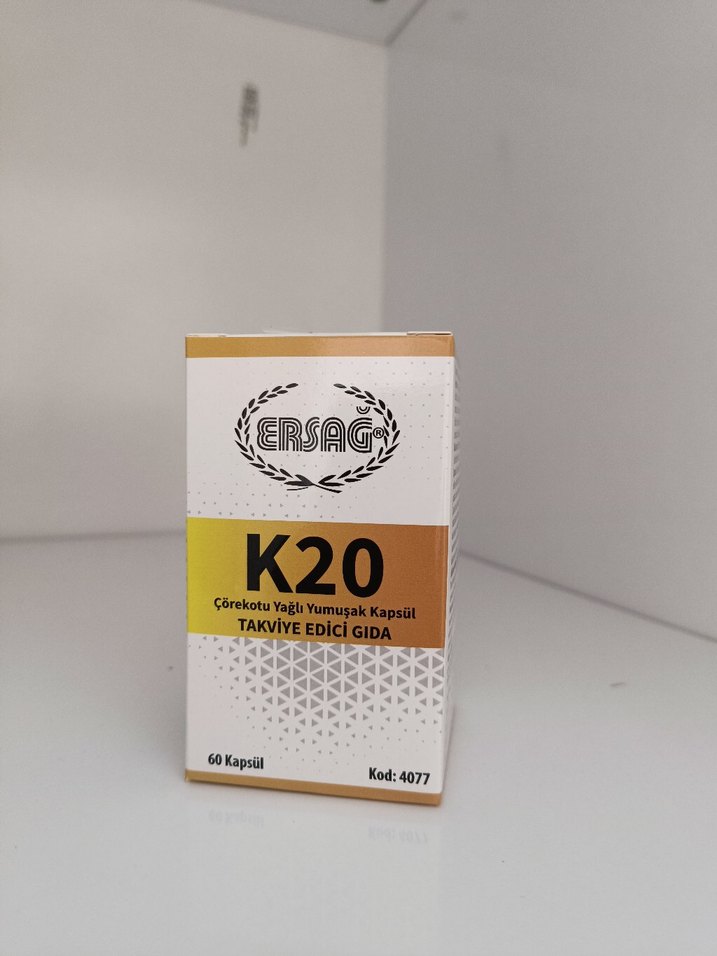 ERSAĞ®
K20
Çörekotu Yağlı Yumuşak Kapsül
TAKVİYE EDİCİ GIDA
60 Kapsül
Kod: 4077